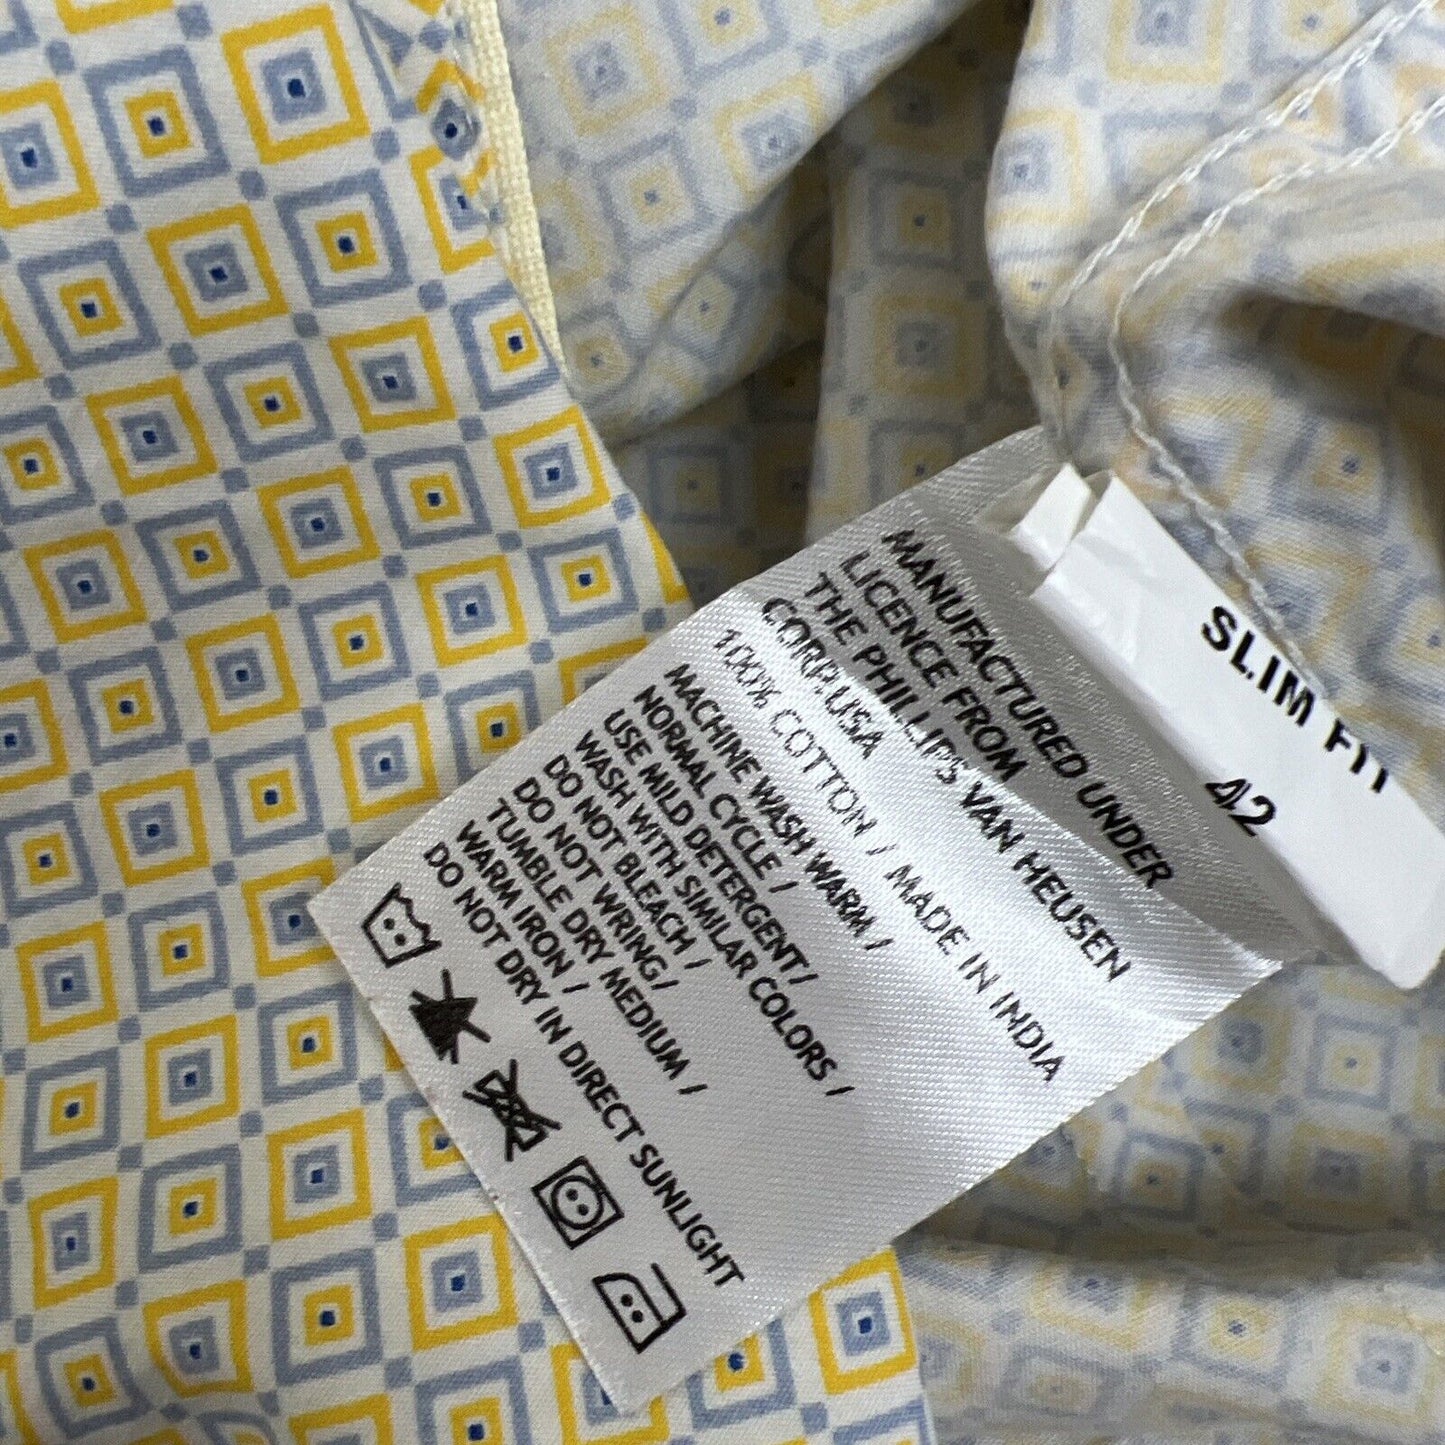 MANUFACTURED UNDER
LICENCE FROM
THE PHILLIPS VAN HEUSEN
CORP.USA
100% COTTON / MADE IN INDIA
MACHINE WASH WARM /
NORMAL CYCLE /
USE MILD DETERGENT/
WASH WITH SIMILAR COLORS /
DO NOT BLEACH /
DO NOT WRING/
TUMBLE DRY MEDIUM /
WARM IRON /
DO NOT DRY IN DIRECT SUNLIGHT
SLIM FIT
42